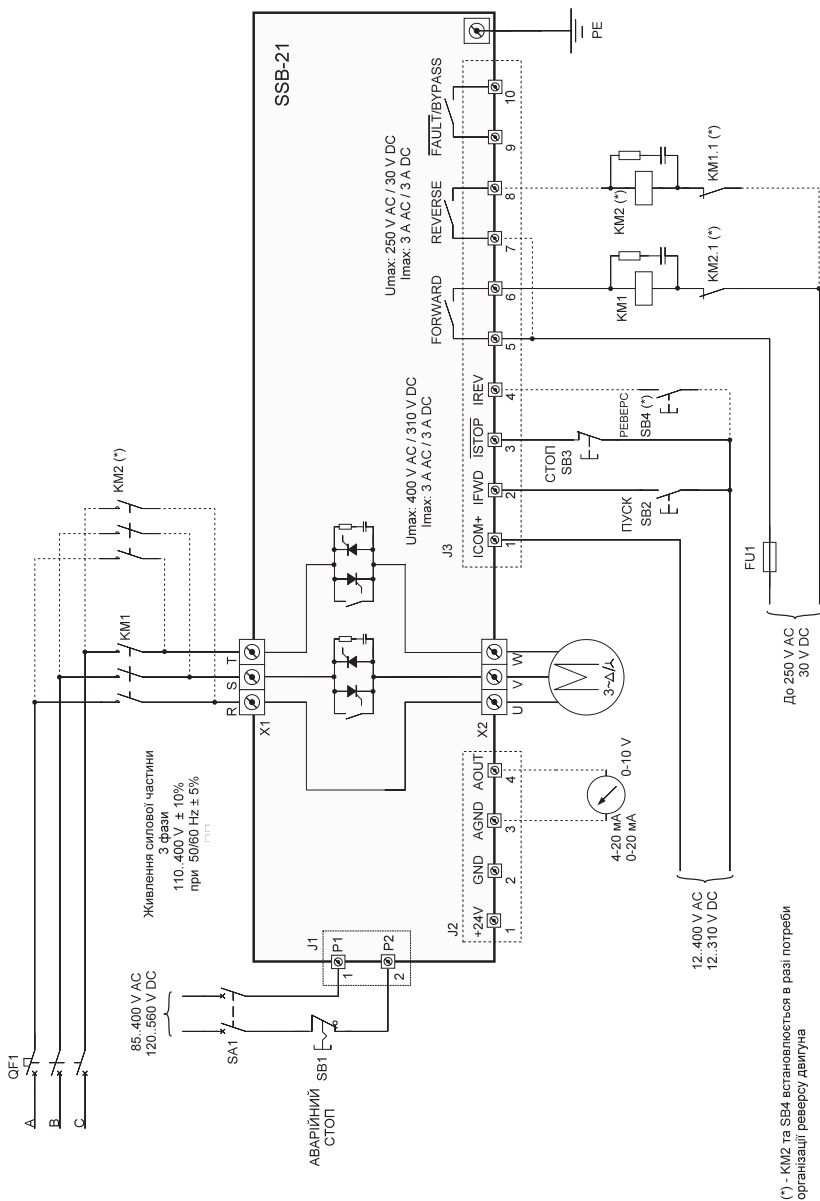 QF1
A
B
C
Живлення силової частини
3 фази
110..400 V ± 10%
при 50/60 Hz ± 5%
KM1
KM2 (*)
85..400 V AC
120..560 V DC
SA1
SB1
АВАРІЙНИЙ
СТОП
J1
P1
1
P2
2
X1
R
S
T
SSB-21
PE
Umax: 400 V AC / 310 V DC
Imax: 3 A AC / 3 A DC
Umax: 250 V AC / 30 V DC
Imax: 3 A AC / 3 A DC
FORWARD
REVERSE
FAULT/BYPASS
J2
+24V
GND
AGND
AOUT
1
2
3
4
X2
U
V
W
3~Δ/⅄
J3
ICOM+
IFWD
ISTOP
IREV
1
2
3
4
5
6
7
8
9
10
4-20 мА
0-20 мА
0-10 V
ПУСК
SB2
СТОП
SB3
РЕВЕРС
SB4 (*)
KM1
KM2.1 (*)
KM2 (*)
KM1.1 (*)
FU1
12..400 V AC
12..310 V DC
До 250 V AC
30 V DC
(*) - KM2 та SB4 встановлюється в разі потреби
організації реверсу двигуна